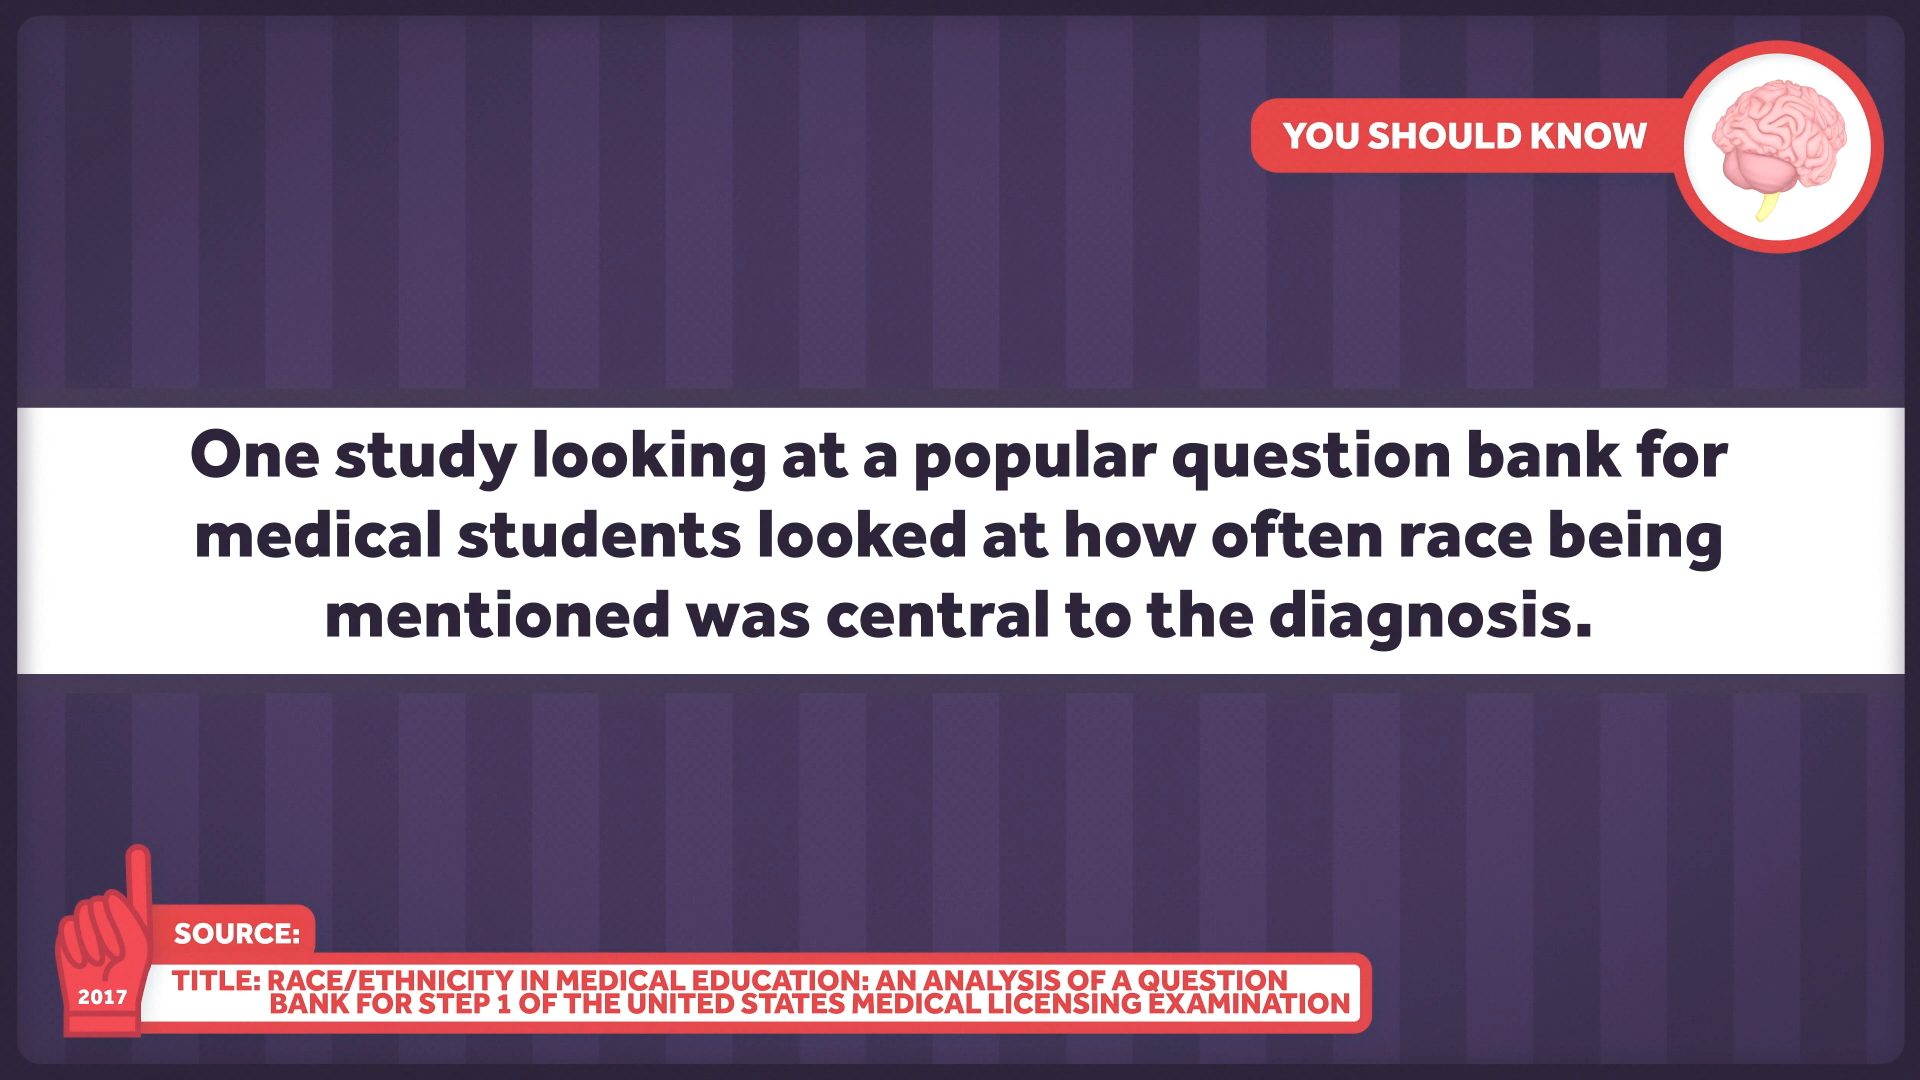 YOU SHOULD KNOW
One study looking at a popular question bank for
medical students looked at how often race being
mentioned was central to the diagnosis.
SOURCE:
2017
TITLE: RACE/ETHNICITY IN MEDICAL EDUCATION: AN ANALYSIS OF A QUESTION
BANK FOR STEP 1 OF THE UNITED STATES MEDICAL LICENSING EXAMINATION